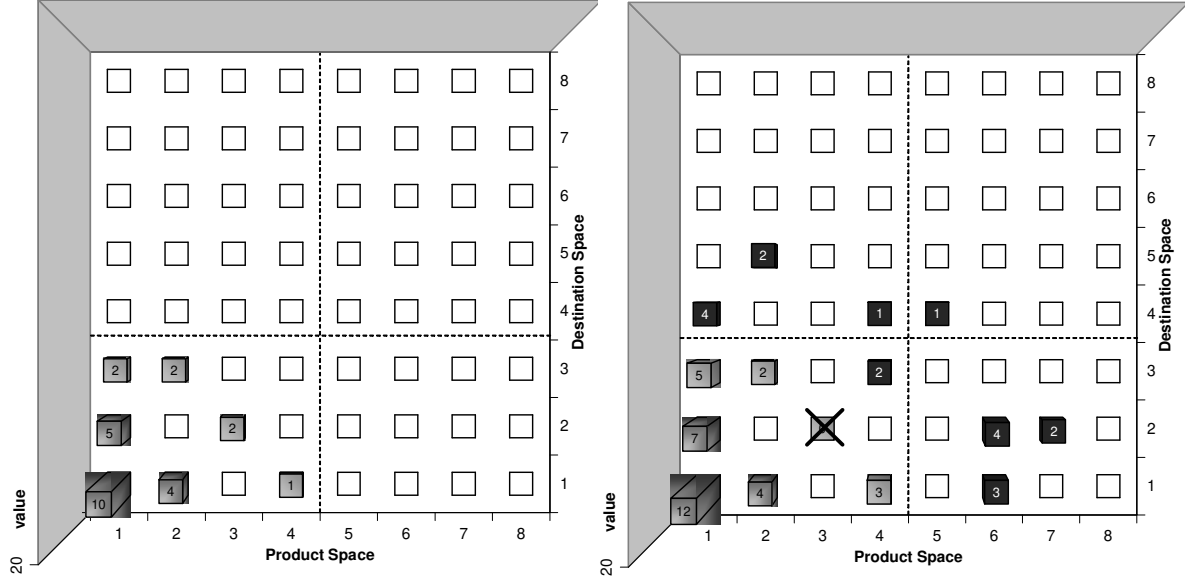 8
7
6
5
4
2 2 3
5 2 2
10 4 1 1
1 2 3 4 5 6 7 8
Product Space
Destination Space
value
20
8
7
6
2 5
4 1 1 4
5 2 2 3
7 4 2 2
12 4 3 3 1
1 2 3 4 5 6 7 8
Product Space
Destination Space
value
20